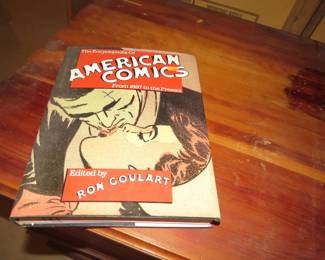 The Encyclopedia Of
AMERICAN
COMICS
From 1897 to the Present
Edited by
RON GOULART